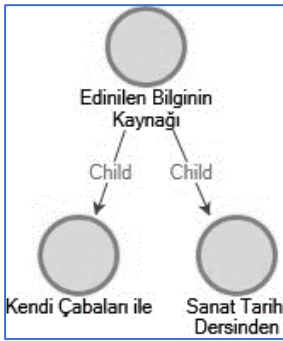 Edinilen Bilginin
Kaynağı
Child Child
Kendi Çabaları ile
Sanat Tarih
Dersinden